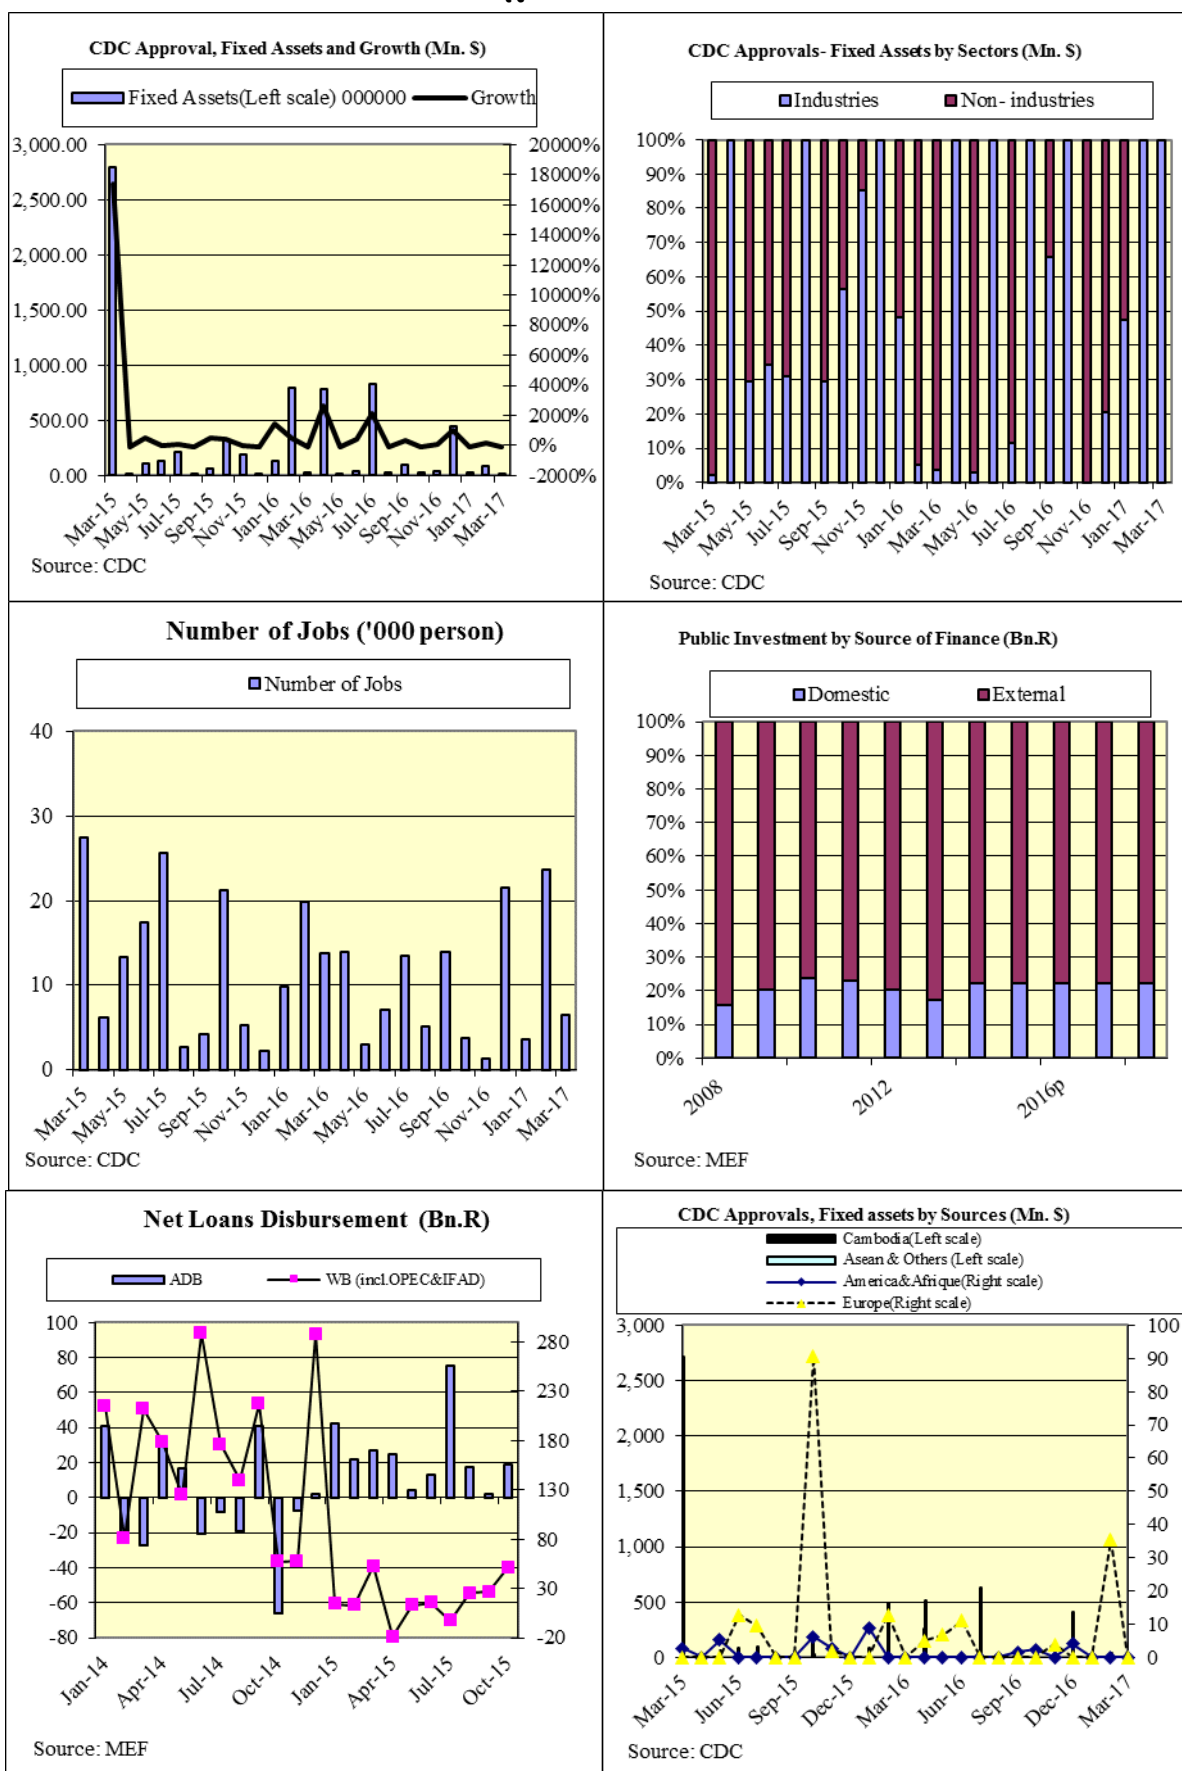 CDC Approval, Fixed Assets and Growth (Mn. $)
Fixed Assets(Left scale) 000000
Growth
3,000.00
2,500.00
2,000.00
1,500.00
1,000.00
500.00
0.00
20000%
18000%
16000%
14000%
12000%
10000%
8000%
6000%
4000%
2000%
0%
-2000%
Mar-15
May-15
Jul-15
Sep-15
Nov-15
Jan-16
Mar-16
May-16
Jul-16
Sep-16
Nov-16
Jan-17
Mar-17
Source: CDC
CDC Approvals- Fixed Assets by Sectors (Mn. $)
Industries
Non- industries
100%
90%
80%
70%
60%
50%
40%
30%
20%
10%
0%
Mar-15
May-15
Jul-15
Sep-15
Nov-15
Jan-16
Mar-16
May-16
Jul-16
Sep-16
Nov-16
Jan-17
Mar-17
Source: CDC
Number of Jobs ('000 person)
Number of Jobs
40
30
20
10
0
Mar-15
May-15
Jul-15
Sep-15
Nov-15
Jan-16
Mar-16
May-16
Jul-16
Sep-16
Nov-16
Jan-17
Mar-17
Source: CDC
Public Investment by Source of Finance (Bn.R)
Domestic
External
100%
90%
80%
70%
60%
50%
40%
30%
20%
10%
0%
2008
2012
2016p
Source: MEF
Net Loans Disbursement (Bn.R)
ADB
WB (incl.OPEC&IFAD)
100
80
60
40
20
0
-20
-40
-60
-80
280
230
180
130
80
30
-20
Jan-14
Apr-14
Jul-14
Oct-14
Jan-15
Apr-15
Jul-15
Oct-15
Source: MEF
CDC Approvals, Fixed assets by Sources (Mn. $)
Cambodia(Left scale)
Asean & Others (Left scale)
America&Afrique(Right scale)
Europe(Right scale)
3,000
2,500
2,000
1,500
1,000
500
0
100
90
80
70
60
50
40
30
20
10
0
Mar-15
Jun-15
Sep-15
Dec-15
Mar-16
Jun-16
Sep-16
Dec-16
Mar-17
Source: CDC